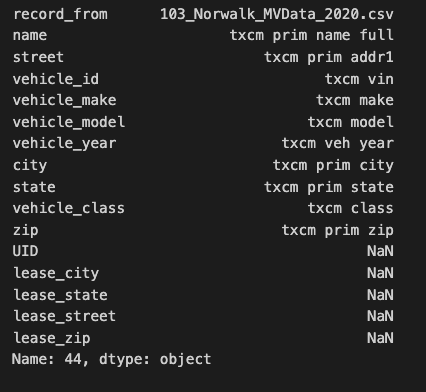 record_from 103_Norwalk_MVData_2020.csv
name txcm prim name full
street txcm prim addr1
vehicle_id txcm vin
vehicle_make txcm make
vehicle_model txcm model
vehicle_year txcm veh year
city txcm prim city
state txcm prim state
vehicle_class txcm class
zip txcm prim zip
UID NaN
lease_city NaN
lease_state NaN
lease_street NaN
lease_zip NaN
Name: 44, dtype: object